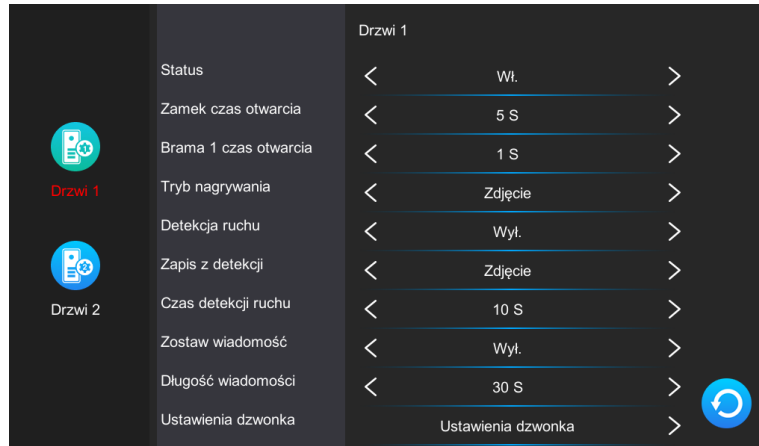 Drzwi 1
Status
Wł.
Zamek czas otwarcia
5 S
Brama 1 czas otwarcia
1 S
Tryb nagrywania
Zdjęcie
Detekcja ruchu
Wył.
Zapis z detekcji
Zdjęcie
Czas detekcji ruchu
10 S
Zostaw wiadomość
Wył.
Długość wiadomości
30 S
Ustawienia dzwonka
Ustawienia dzwonka
1
Drzwi 1
2
Drzwi 2